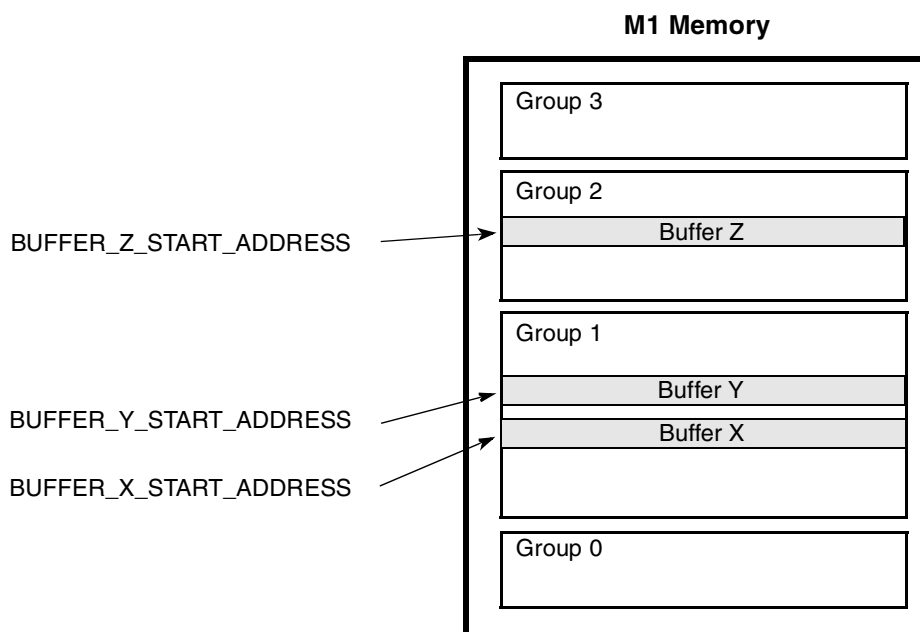 M1 Memory
Group 3
Group 2
BUFFER_Z_START_ADDRESS
Buffer Z
Group 1
Buffer Y
BUFFER_Y_START_ADDRESS
Buffer X
BUFFER_X_START_ADDRESS
Group 0